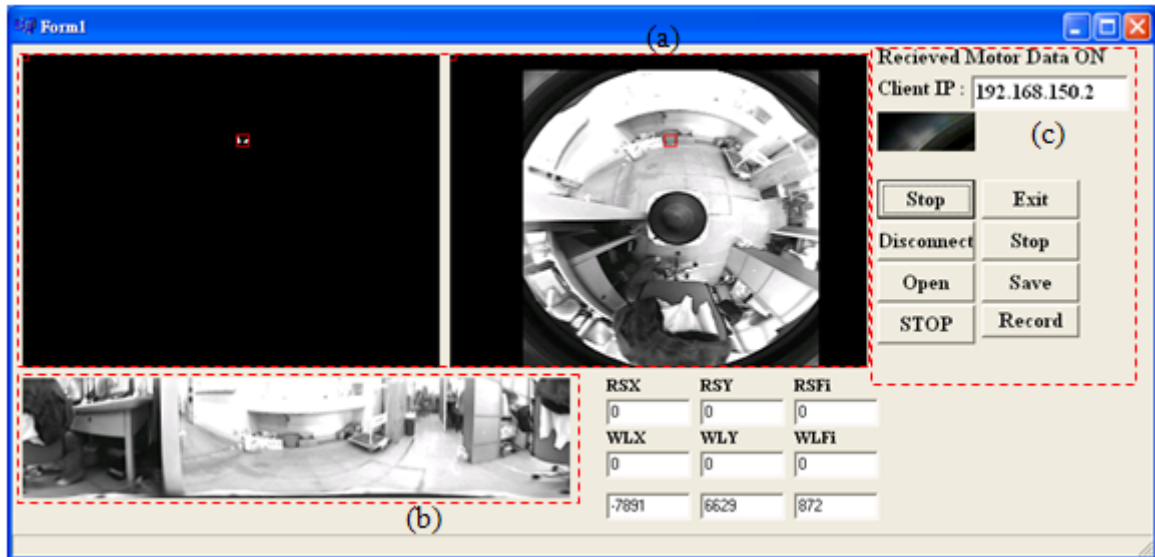 Form1
(a)
Recieved Motor Data ON
Client IP : 192.168.150.2
(c)
Stop Exit
Disconnect Stop
Open Save
STOP Record
(b)
RSX RSY RSFi
0 0 0
WLX WLY WLFi
0 0 0
-7891 6629 872